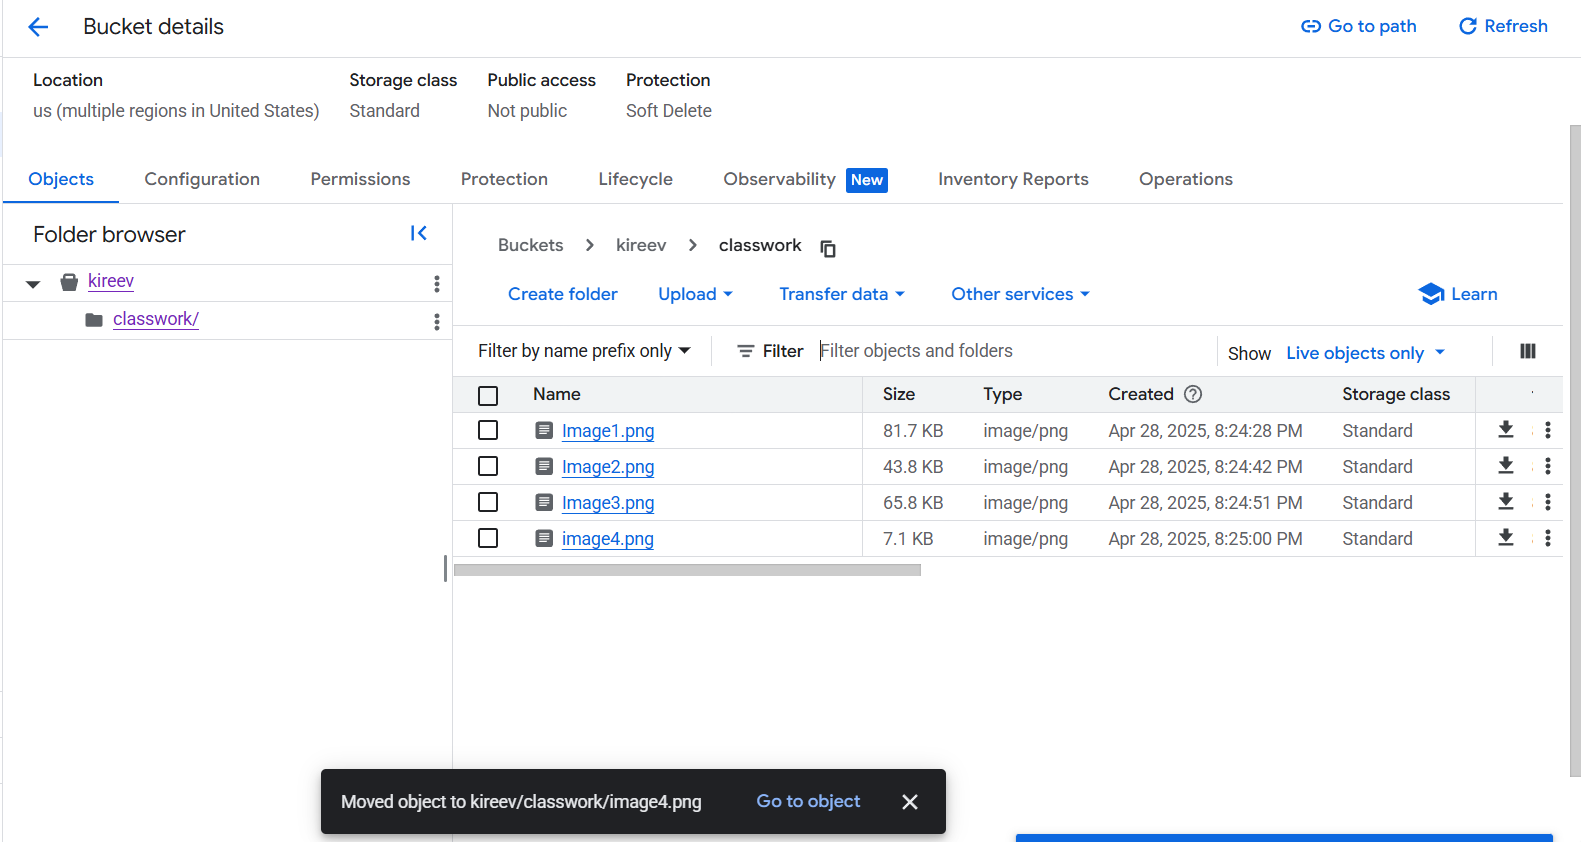 Bucket details
Go to path
Refresh
Location
Storage class
Public access
Protection
us (multiple regions in United States)
Standard
Not public
Soft Delete
Objects
Configuration
Permissions
Protection
Lifecycle
Observability
New
Inventory Reports
Operations
Folder browser
kireev
classwork/
Buckets > kireev > classwork
Create folder
Upload
Transfer data
Other services
Learn
Filter by name prefix only
Filter
Filter objects and folders
Show
Live objects only
Name Size Type Created Storage class
Image1.png 81.7 KB image/png Apr 28, 2025, 8:24:28 PM Standard
Image2.png 43.8 KB image/png Apr 28, 2025, 8:24:42 PM Standard
Image3.png 65.8 KB image/png Apr 28, 2025, 8:24:51 PM Standard
image4.png 7.1 KB image/png Apr 28, 2025, 8:25:00 PM Standard
Moved object to kireev/classwork/image4.png
Go to object